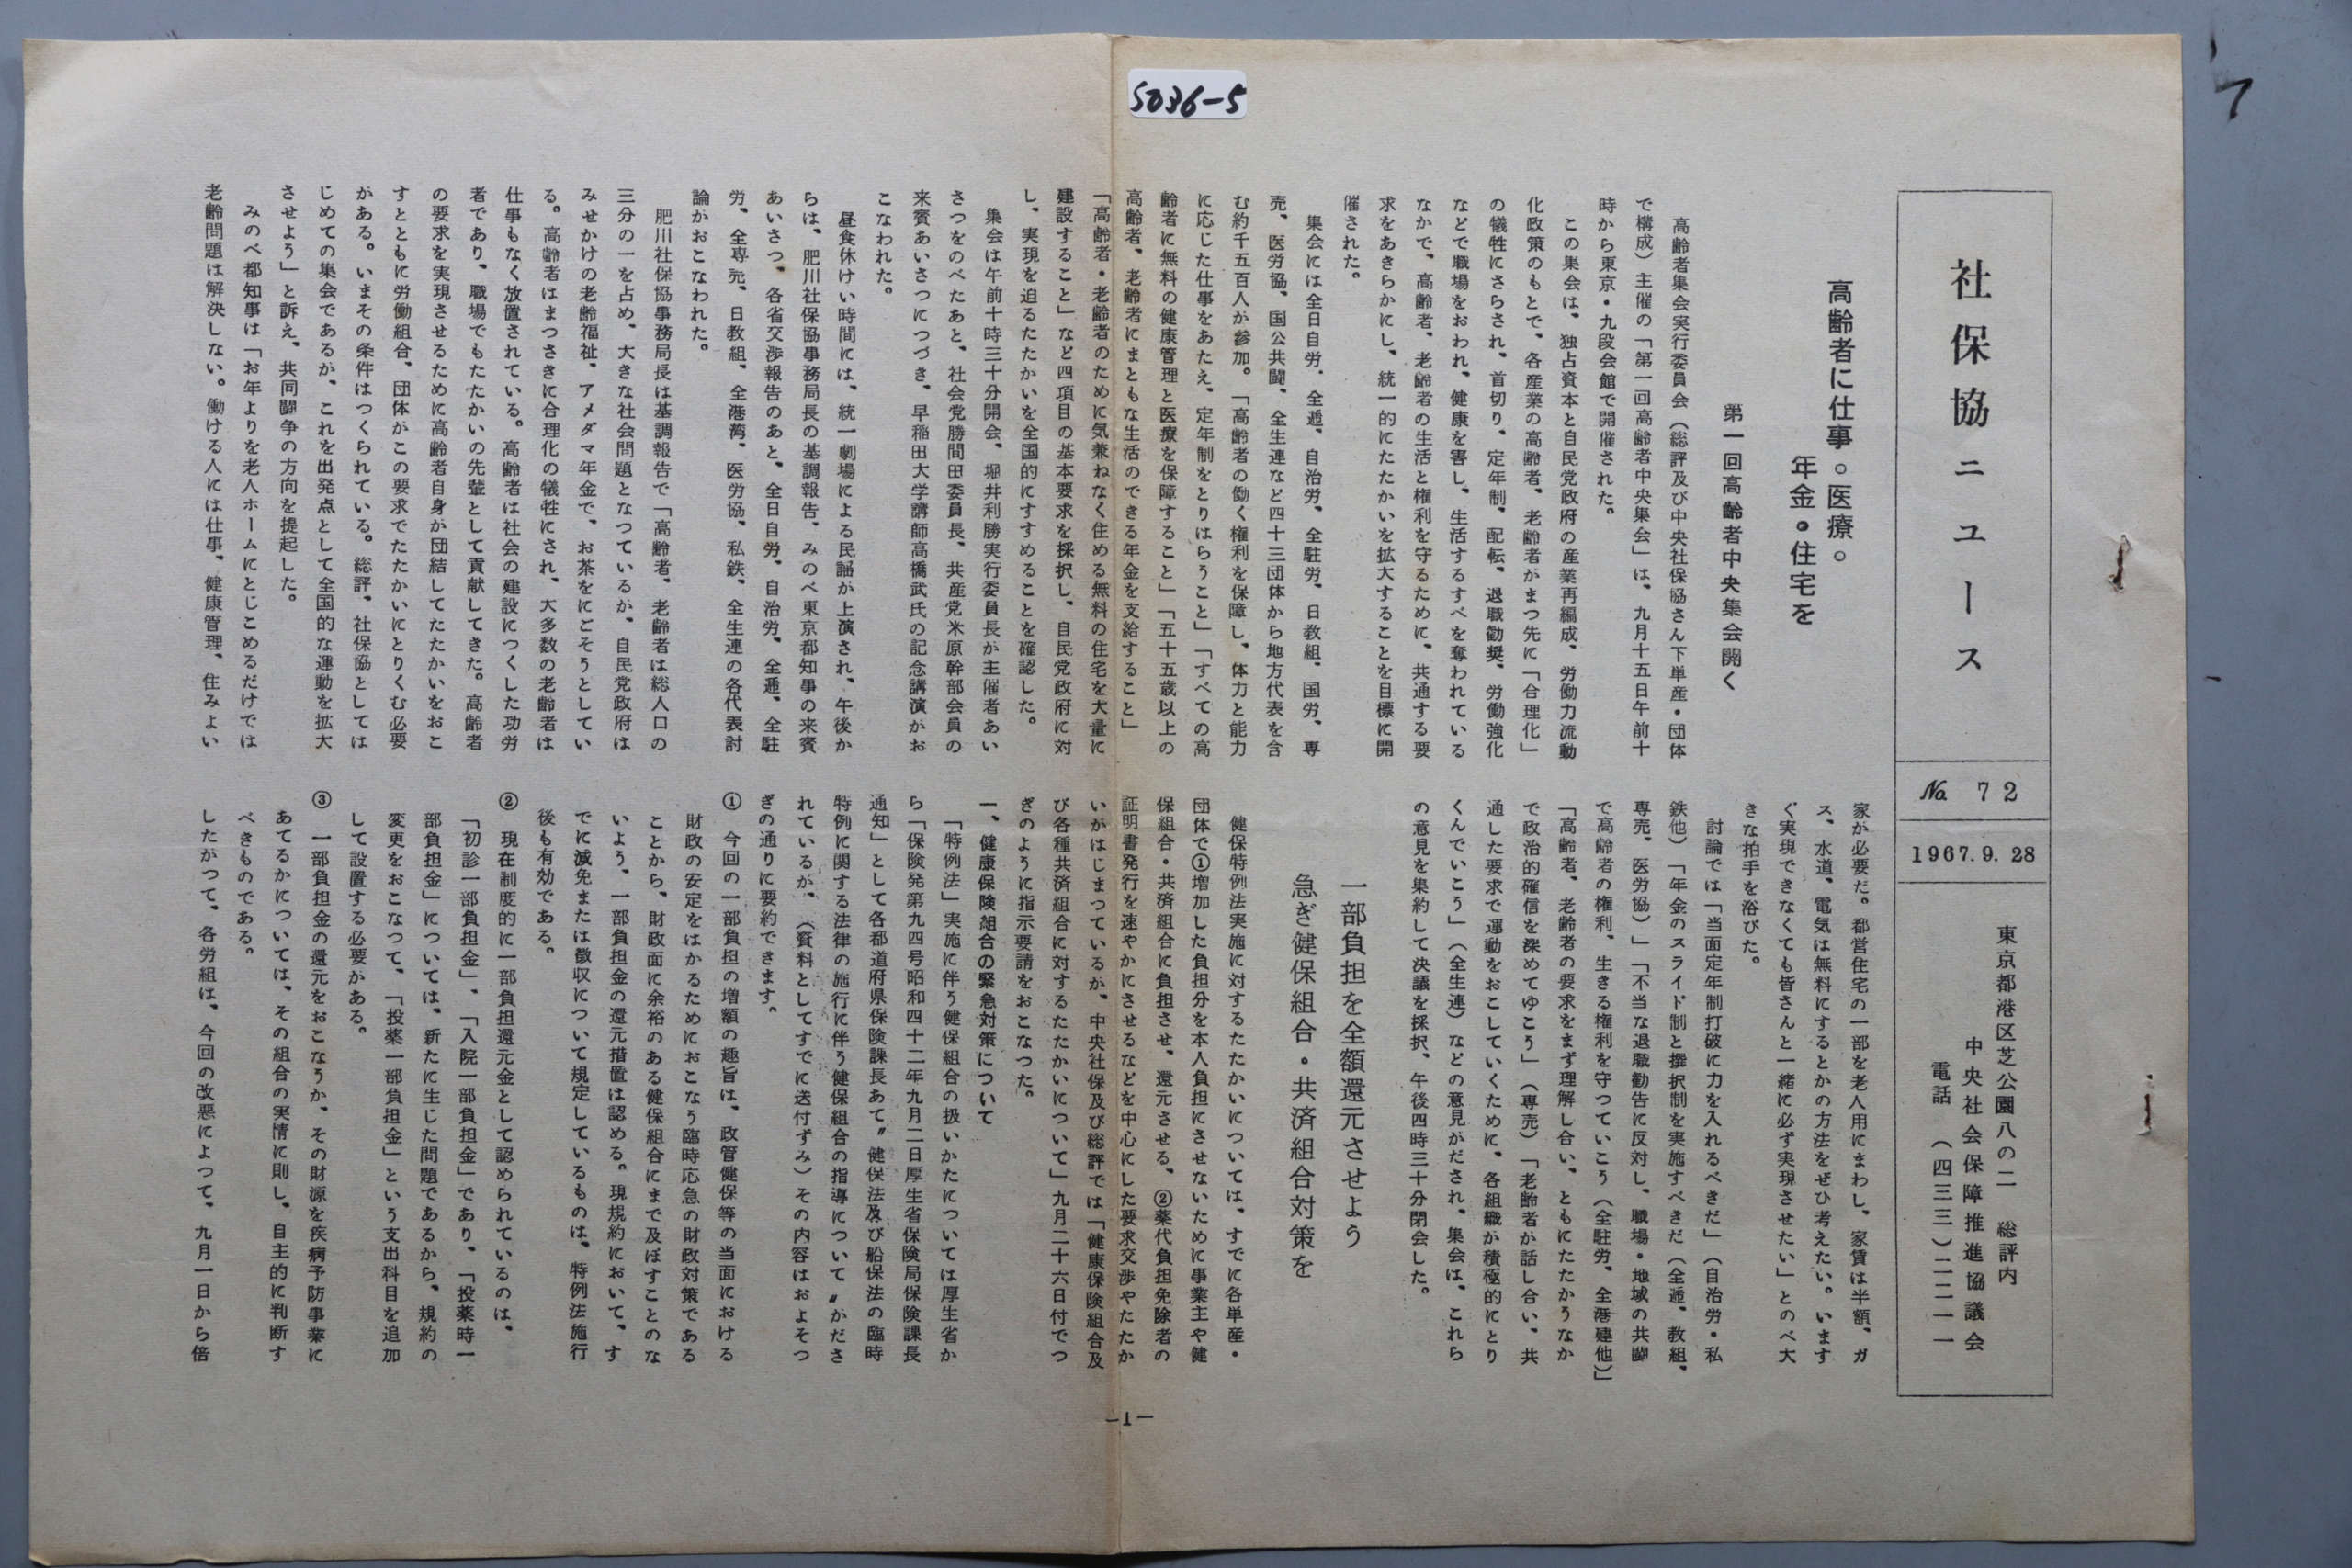 5036-5
7
社保協ニユース
№ 72
1967.9.28
東京都港区芝公園八の二 総評内
中央社会保障推進協議会
電話 (四三三)二二一一
高齢者に仕事。医療。
年金・住宅を
第一回高齢者中央集会開く
高齢者集会実行委員会(総評及び中央社保協さん下単産・団体
で構成)主催の「第一回高齢者中央集会」は、九月十五日午前十
時から東京・九段会館で開催された。
この集会は、独占資本と自民党政府の産業再編成、労働力流動
化政策のもとで、各産業の高齢者、老齢者がまつ先に「合理化」
の犠牲にさらされ、首切り、定年制、配転、退職勧奨、労働強化
などで職場をおわれ、健康を害し、生活するすべを奪われている
なかで、高齢者、老齢者の生活と権利を守るために、共通する要
求をあきらかにし、統一的にたたかいを拡大することを目標に開
催された。
集会には全日自労、全逓、自治労、全駐労、日教組、国労、専
売、医労協、国公共闘、全生連など四十三団体から地方代表を含
む約千五百人が参加。「高齢者の働く権利を保障し、体力と能力
に応じた仕事をあたえ、定年制をとりはらうこと」「すべての高
齢者に無料の健康管理と医療を保障すること」「五十五歳以上の
高齢者、老齢者にまともな生活のできる年金を支給すること」
「高齢者・老齢者のために気兼ねなく住める無料の住宅を大量に
建設すること」など四項目の基本要求を採択し、自民党政府に対
し、実現を迫るたたかいを全国的にすすめることを確認した。
集会は午前十時三十分開会、堀井利勝実行委員長が主催者あい
さつをのべたあと、社会党勝間田委員長、共産党米原幹部会員の
来賓あいさつにつづき、早稲田大学講師高橋武氏の記念講演がお
こなわれた。
昼食休けい時間には、統一劇場による民謡が上演され、午後か
らは、肥川社保協事務局長の基調報告、みのべ東京都知事の来賓
あいさつ、各省交渉報告のあと、全日自労、自治労、全逓、全駐
労、全専売、日教組、全港湾、医労協、私鉄、全生連の各代表討
論がおこなわれた。
肥川社保協事務局長は基調報告で「高齢者、老齢者は総人口の
三分の一を占め、大きな社会問題となつているが、自民党政府は
みせかけの老齢福祉、アメダマ年金で、お茶をにごそうとしてい
る。高齢者はまつさきに合理化の犠牲にされ、大多数の老齢者は
仕事もなく放置されている。高齢者は社会の建設につくした功労
者であり、職場でもたたかいの先輩として貢献してきた。高齢者
の要求を実現させるために高齢者自身が団結してたたかいをおこ
すとともに労働組合、団体がこの要求でたたかいにとりくむ必要
がある。いまその条件はつくられている。総評、社保協としては
じめての集会であるが、これを出発点として全国的な運動を拡大
させよう」と訴え、共同闘争の方向を提起した。
みのべ都知事は「お年よりを老人ホームにとじこめるだけでは
老齢問題は解決しない。働ける人には仕事、健康管理、住みよい
家が必要だ。都営住宅の一部を老人用にまわし、家賃は半額、ガ
ス、水道、電気は無料にするとかの方法をぜひ考えたい。います
ぐ実現できなくても皆さんと一緒に必ず実現させたい」とのべ大
きな拍手を浴びた。
討論では「当面定年制打破に力を入れるべきだ」(自治労・私
鉄他)「年金のスライド制と撰択制を実施すべきだ(全逓、教組、
専売、医労協)」「不当な退職勧告に反対し、職場・地域の共闘
で高齢者の権利、生きる権利を守つていこう(全駐労、全港建他)」
「高齢者、老齢者の要求をまず理解し合い、ともにたたかうなか
で政治的確信を深めてゆこう」(専売)「老齢者が話し合い、共
通した要求で運動をおこしていくために、各組織が積極的にとり
くんでいこう」(全生連)などの意見がだされ、集会は、これら
の意見を集約して決議を採択、午後四時三十分閉会した。
一部負担を全額還元させよう
急ぎ健保組合・共済組合対策を
健保特例法実施に対するたたかいについては、すでに各単産・
団体で①増加した負担分を本人負担にさせないために事業主や健
保組合・共済組合に負担させ、還元させる、②薬代負担免除者の
証明書発行を速やかにさせるなどを中心にした要求交渉やたたか
いがはじまつているが、中央社保及び総評では「健康保険組合及
び各種共済組合に対するたたかいについて」九月二十六日付でつ
ぎのように指示要請をおこなつた。
一、健康保険組合の緊急対策について
「特例法」実施に伴う健保組合の扱いかたについては厚生省か
ら「保険発第九四号昭和四十二年九月二日厚生省保険局保険課長
通知」として各都道府県保険課長あて〝健保法及び船保法の臨時
特例に関する法律の施行に伴う健保組合の指導について〟がださ
れているが、(資料としてすでに送付ずみ)その内容はおよそつ
ぎの通りに要約できます。
① 今回の一部負担の増額の趣旨は、政管健保等の当面における
財政の安定をはかるためにおこなう臨時応急の財政対策である
ことから、財政面に余裕のある健保組合にまで及ぼすことのな
いよう、一部負担金の還元措置は認める。現規約において、す
でに減免または徴収について規定しているものは、特例法施行
後も有効である。
② 現在制度的に一部負担還元金として認められているのは、
「初診一部負担金」、「入院一部負担金」であり、「投薬時一
部負担金」については、新たに生じた問題であるから、規約の
変更をおこなつて、「投薬一部負担金」という支出科目を追加
して設置する必要がある。
③ 一部負担金の還元をおこなうか、その財源を疾病予防事業に
あてるかについては、その組合の実情に則し、自主的に判断す
べきものである。
したがつて、各労組は、今回の改悪によつて、九月一日から倍
—1—